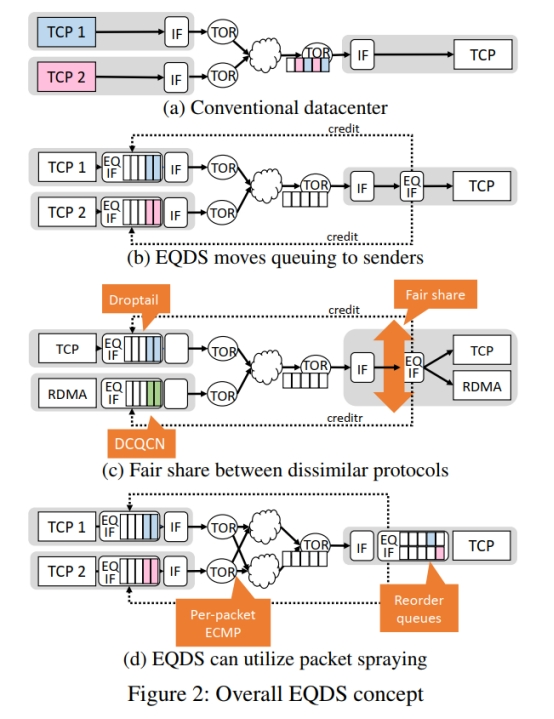 TCP 1
IF
TOR
TCP 2
IF
TOR
TOR
IF
TCP
(a) Conventional datacenter
credit
TCP 1
EQ
IF
IF
TOR
TCP 2
EQ
IF
IF
TOR
TOR
IF
EQ
IF
TCP
credit
(b) EQDS moves queuing to senders
Droptail
Fair share
credit
TCP
EQ
IF
TOR
RDMA
EQ
IF
TOR
TOR
IF
EQ
IF
TCP
RDMA
DCQCN
creditr
(c) Fair share between dissimilar protocols
TCP 1
EQ
IF
IF
TOR
TCP 2
EQ
IF
IF
TOR
TOR
IF
EQ
IF
TCP
Per-packet
ECMP
Reorder
queues
(d) EQDS can utilize packet spraying
Figure 2: Overall EQDS concept